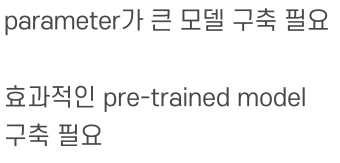 parameter가 큰 모델 구축 필요
효과적인 pre-trained model
구축 필요